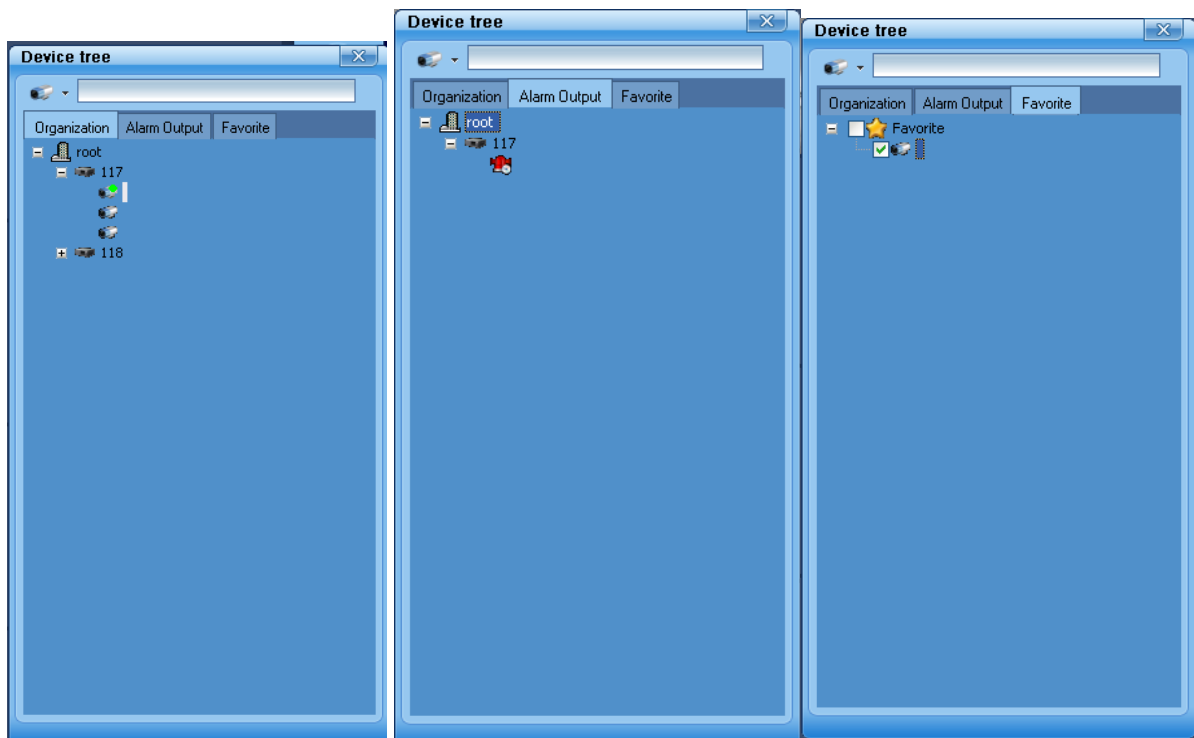 Device tree
Organization Alarm Output Favorite
root
117
118
Device tree
Organization Alarm Output Favorite
root
117
Device tree
Organization Alarm Output Favorite
Favorite